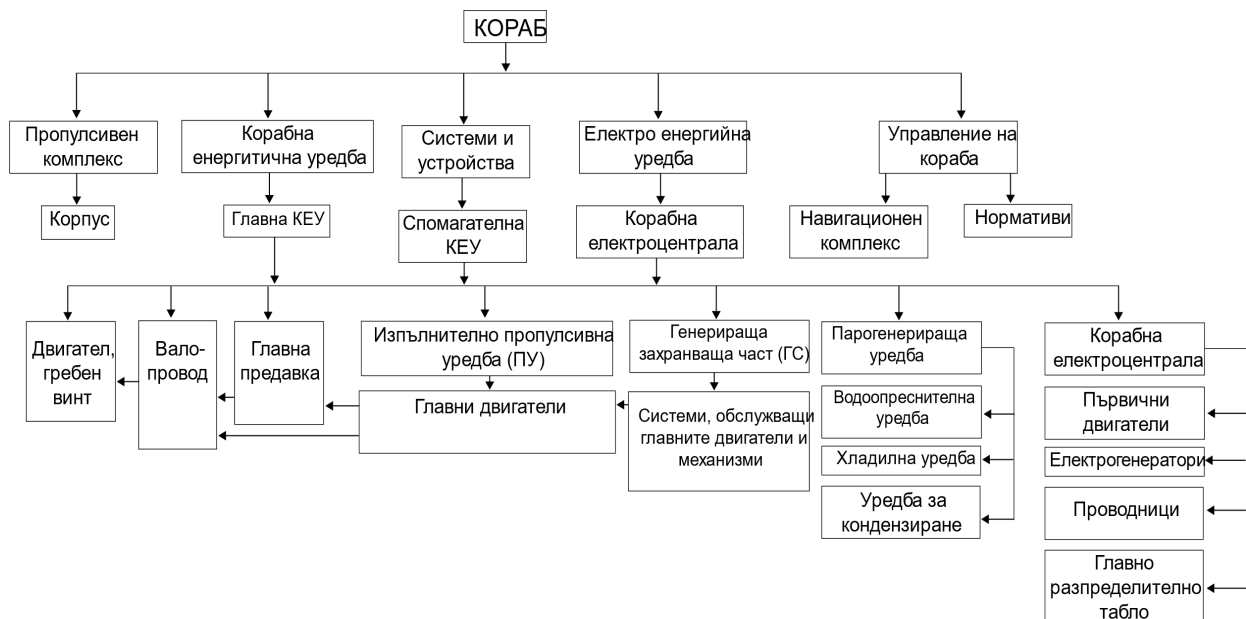 КОРАБ
Пропулсивен
комплекс
Корабна
енергитична уредба
Системи и
устройства
Електро енергийна
уредба
Управление на
кораба
Корпус
Главна КЕУ
Спомагателна
КЕУ
Корабна
електроцентрала
Навигационен
комплекс
Нормативи
Двигател,
гребен
винт
Вало-
провод
Главна
предавка
Изпълнително пропулсивна
уредба (ПУ)
Главни двигатели
Генерираща
захранваща част (ГС)
Системи, обслужващи
главните двигатели и
механизми
Парогенерираща
уредба
Водоопреснителна
уредба
Хладилна уредба
Уредба за
кондензиране
Корабна
електроцентрала
Първични
двигатели
Електрогенератори
Проводници
Главно
разпределително
табло